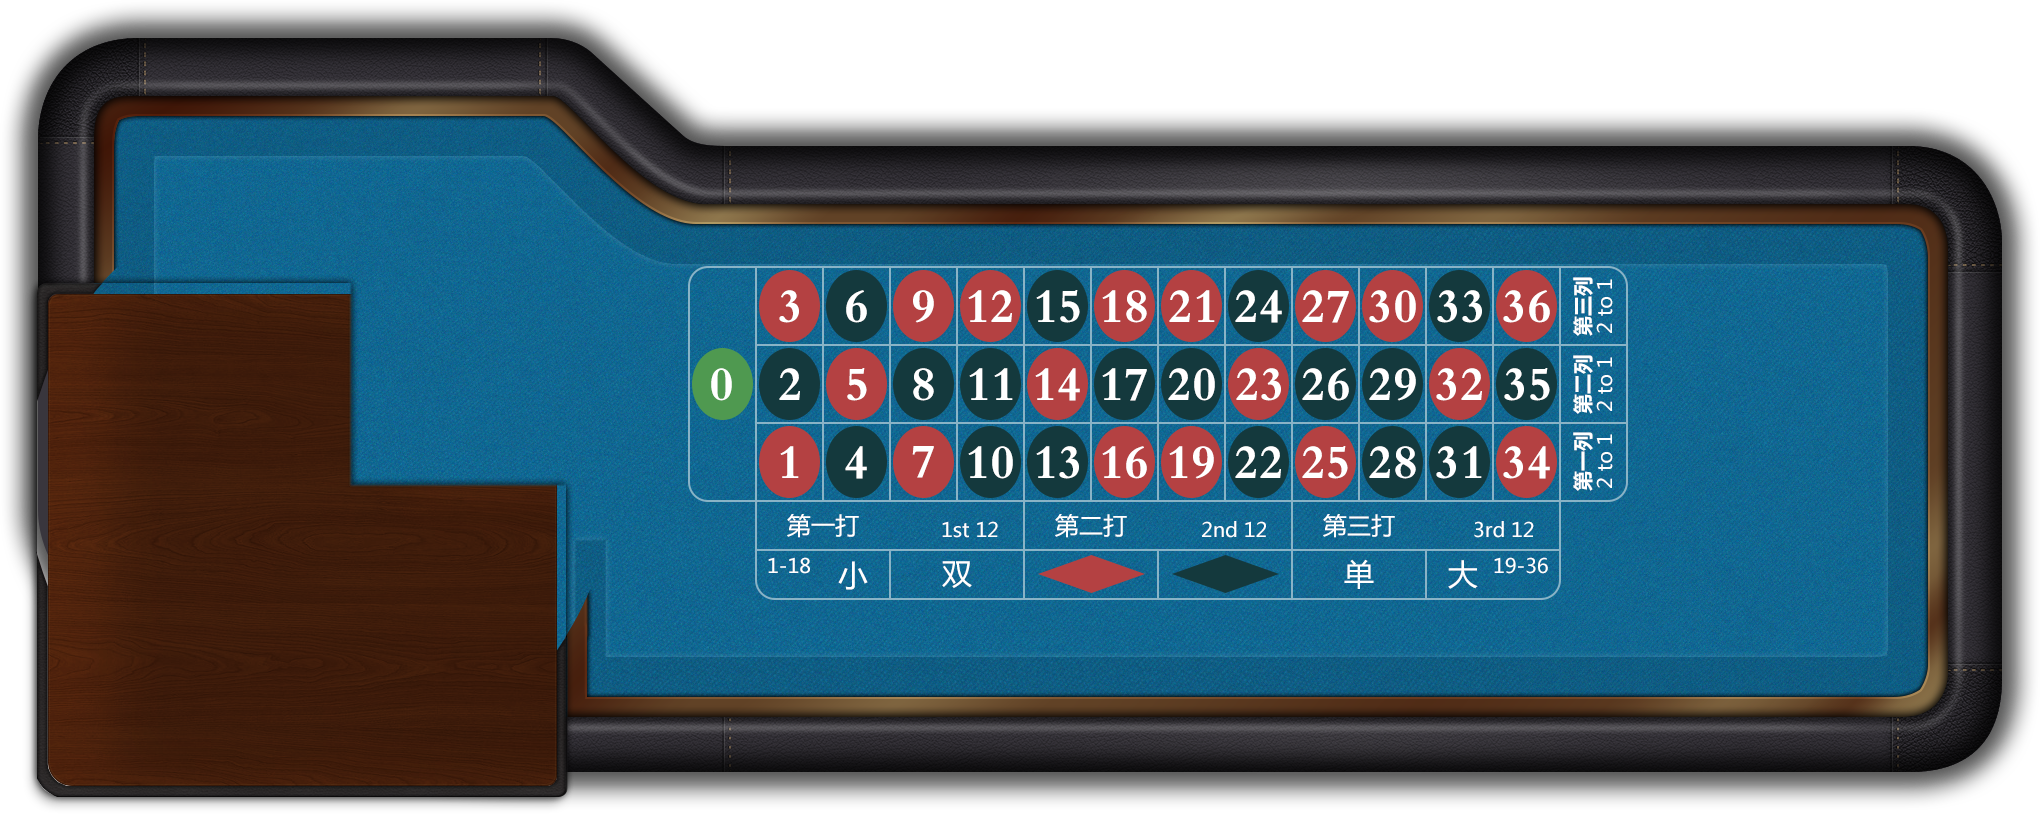 3 6 9 12 15 18 21 24 27 30 33 36 第三列 2 to 1
0 2 5 8 11 14 17 20 23 26 29 32 35 第二列 2 to 1
1 4 7 10 13 16 19 22 25 28 31 34 第一列 2 to 1
第一打 1st 12 第二打 2nd 12 第三打 3rd 12
1-18 小 双 单 大 19-36